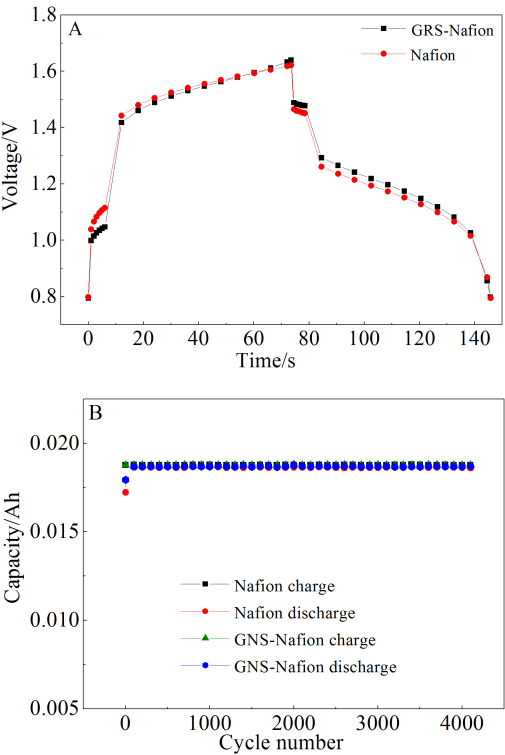 A
GRS-Nafion
Nafion
Voltage/V
1.8
1.6
1.4
1.2
1.0
0.8
0 20 40 60 80 100 120 140
Time/s
B
Capacity/Ah
0.020
0.015
0.010
0.005
Nafion charge
Nafion discharge
GNS-Nafion charge
GNS-Nafion discharge
0 1000 2000 3000 4000
Cycle number